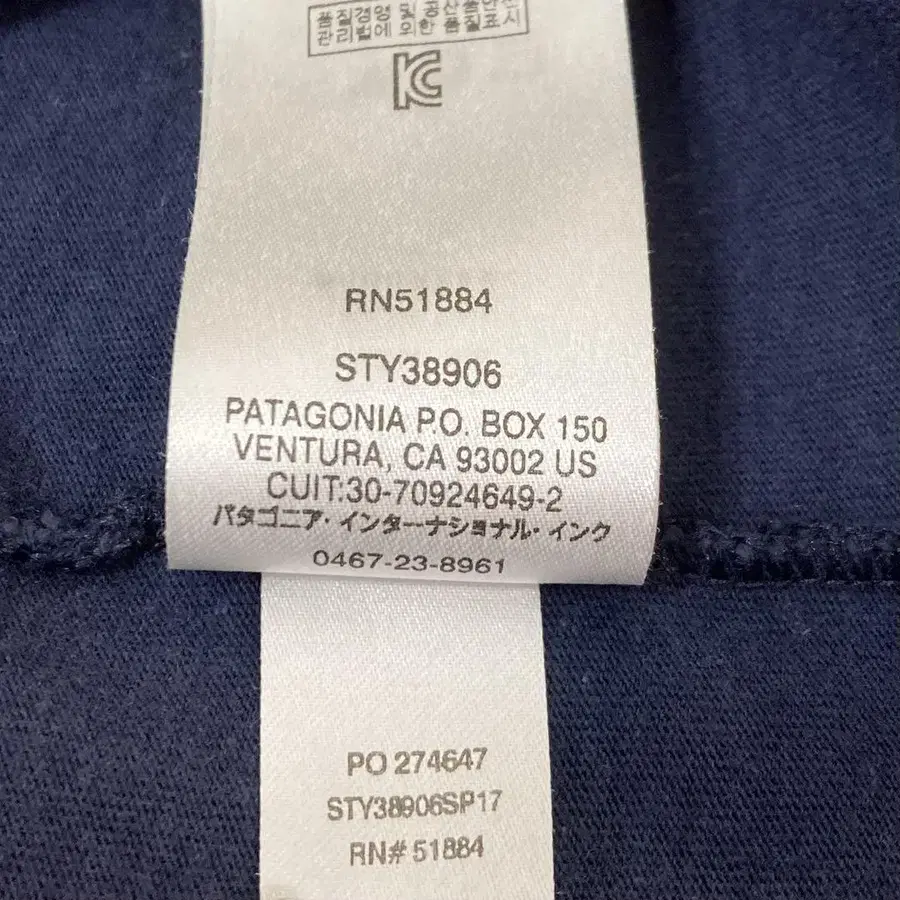 품질경영 및 공산품
안전
관리법에 의한 품질표시
KC
RN51884
STY38906
PATAGONIA P.O. BOX 150
VENTURA, CA 93002 US
CUIT:30-70924649-2
パタゴニア・インターナショナル・インク
0467-23-8961
PO 274647
STY38906SP17
RN# 51884